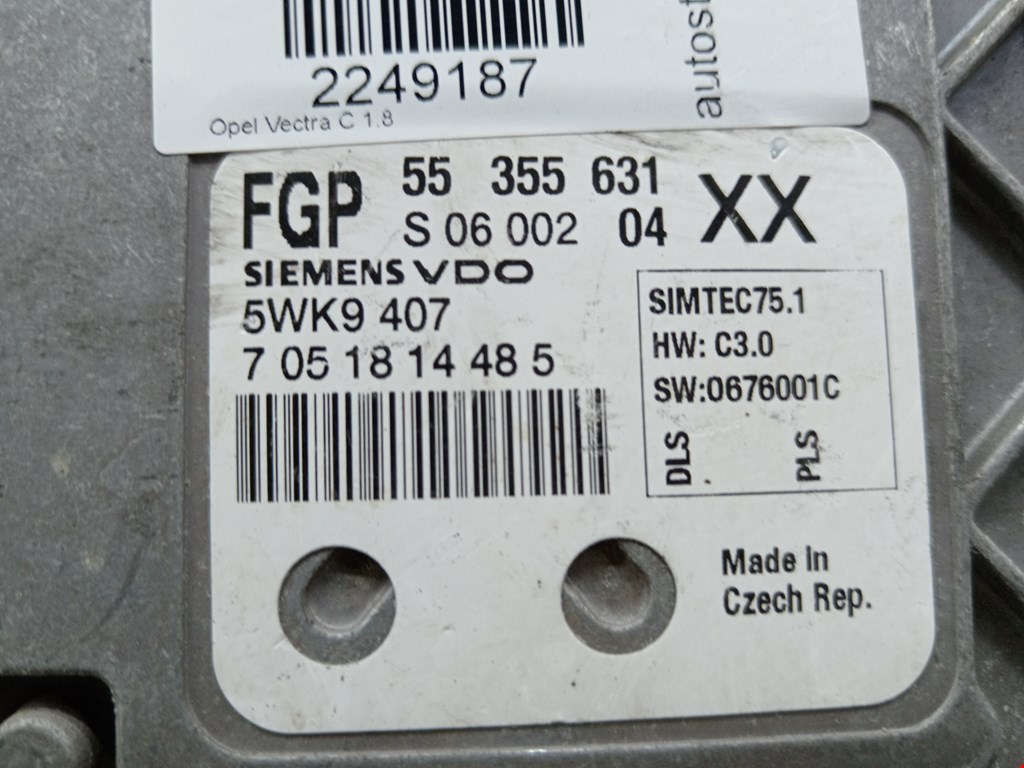 2249187
Opel Vectra C 1.8
FGP 55 355 631 XX
S 06 002 04
SIEMENS VDO
5WK9 407
7 05 18 14 48 5
SIMTEC75.1
HW: C3.0
SW:0676001C
DLS PLS
Made In
Czech Rep.